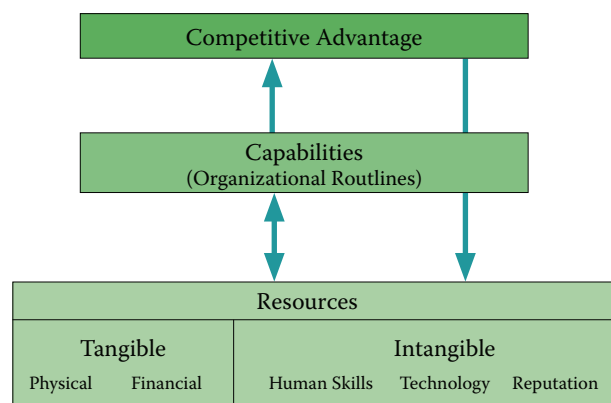 Competitive Advantage
Capabilities
(Organizational Routlines)
Resources
Tangible
Intangible
Physical Financial
Human Skills Technology Reputation